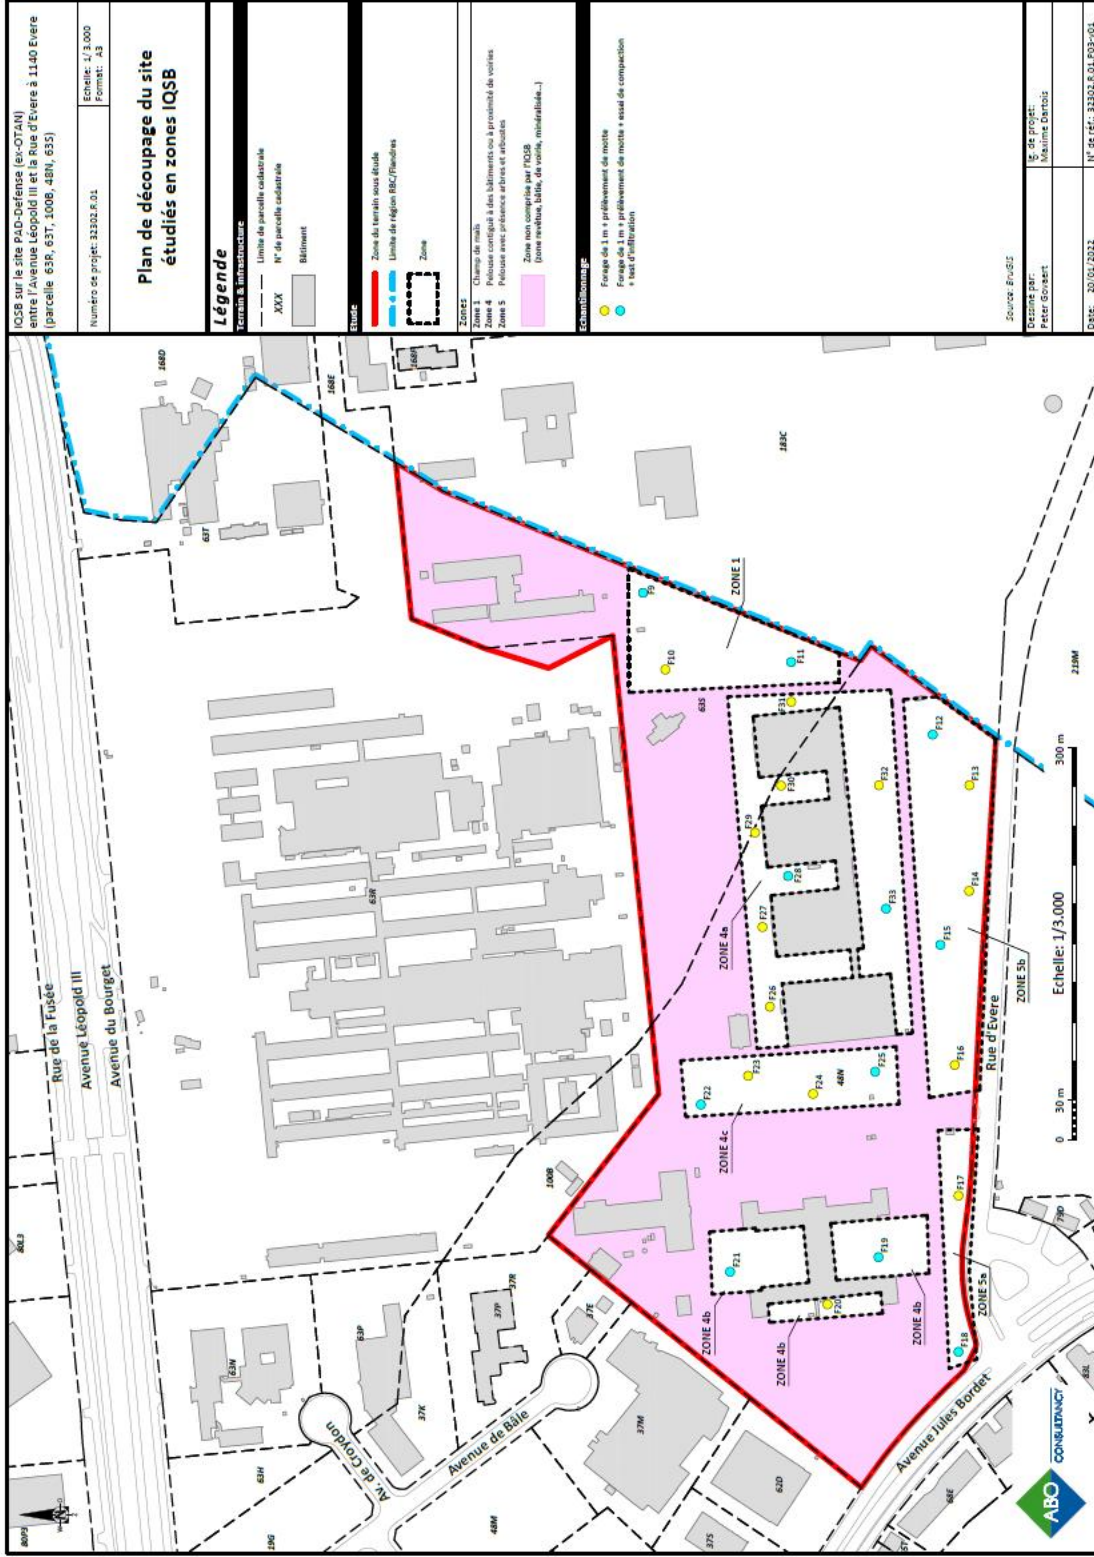 IQSB sur le site PAD-Defense (ex-OTAN)
entre l'Avenue Léopold III et la Rue d'Evere à 1140 Evere
(parcelle 63R, 63T, 100B, 48N, 63S)
Numéro de projet: 32302.R.01
Echelle: 1/ 3.000
Format: A3
Plan de découpage du site
étudiés en zones IQSB
Légende
Terrain & infrastructure
Limite de parcelle cadastrale
XXX N° de parcelle cadastrale
Bâtiment
Etude
Zone du terrain sous étude
Limite de région RBC/Flandres
Zone
Zones
Zone 1 Champ de maïs
Zone 4 Pelouse contiguë à des bâtiments ou à proximité de voiries
Zone 5 Pelouse avec présence arbres et arbustes
Zone non comprise par l'IQSB
(zone revêtue, bâtie, de voirie, minéralisée...)
Echantillonnage
Forage de 1 m + prélèvement de motte
Forage de 1 m + prélèvement de motte + essai de compaction
+ test d'infiltration
Source: BruGIS
Dessiné par:
Peter Govaert
Ig. de projet:
Maxime Dartois
Date: 20/01/2022
N° de réf.: 32302.R.01.P03-v01
Rue de la Fusée
Avenue Léopold III
Avenue du Bourget
80L3
80P3
N
168D
168E
168F
63T
183C
219M
63R
63S
100B
63N
63P
63H
37R
37P
37E
37K
37M
19G
48M
48N
62D
37S
68E
75D
83L
Av. de Croydon
Avenue de Bâle
Avenue Jules Bordet
Rue d'Evere
ZONE 1
ZONE 4a
ZONE 4c
ZONE 4b
ZONE 4b
ZONE 4b
ZONE 5a
ZONE 5b
F9
F10
F11
F12
F13
F14
F15
F16
F17
F18
F19
F20
F21
F22
F23
F24
F25
F26
F27
F28
F29
F30
F31
F32
F33
0 30 m 300 m
Echelle: 1/3.000
ABO
CONSULTANCY